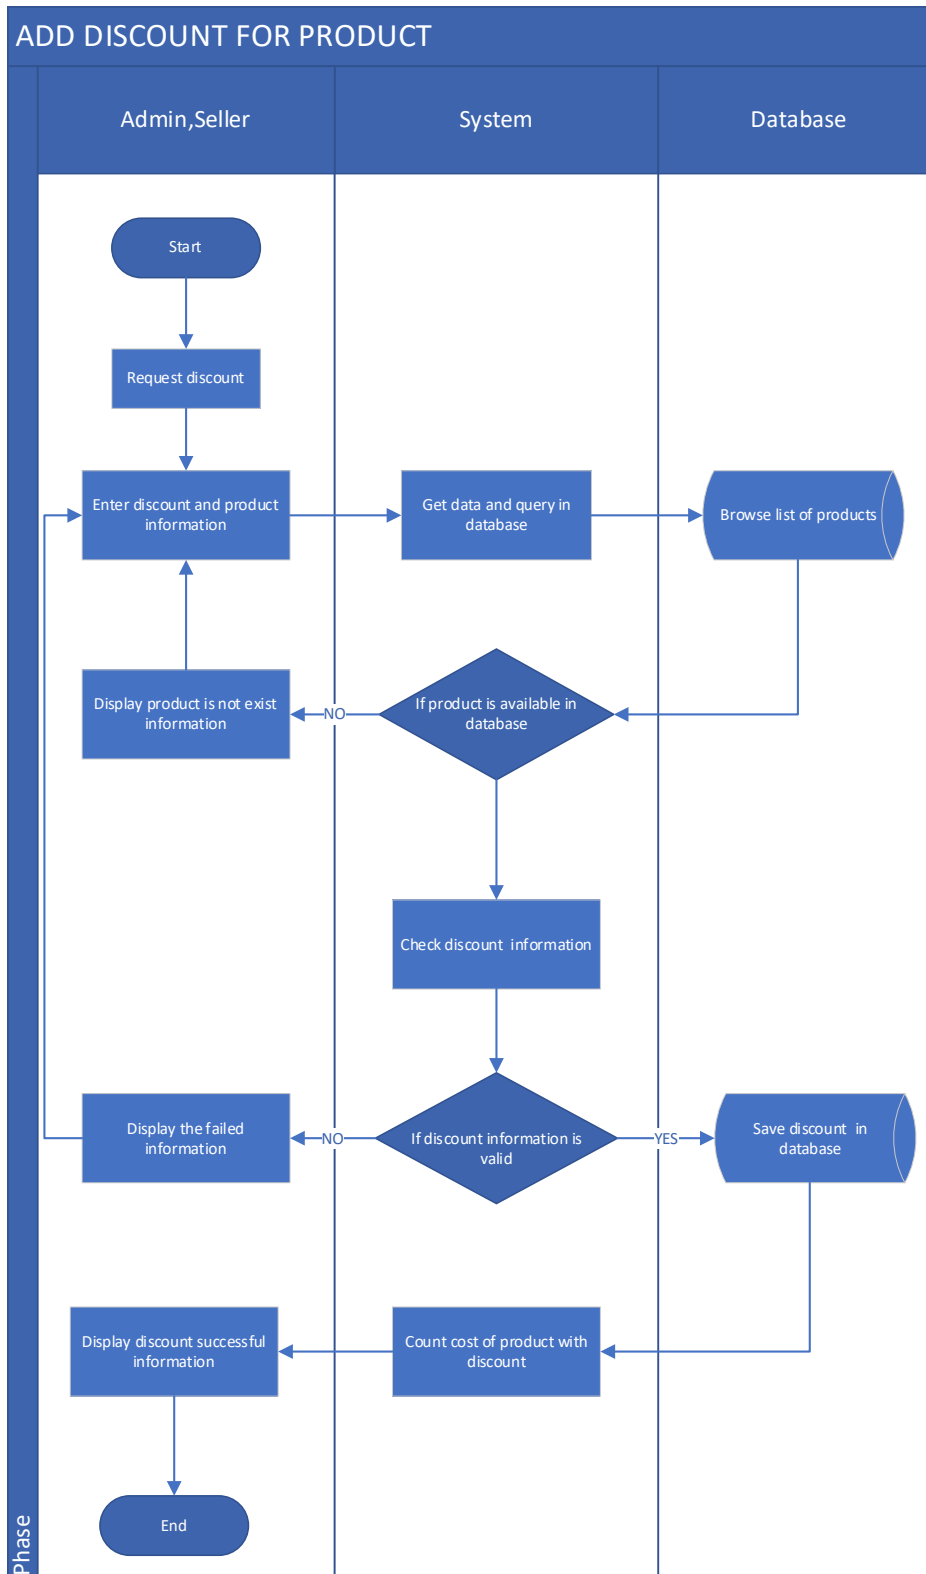 ADD DISCOUNT FOR PRODUCT
Admin,Seller
System
Database
Start
Request discount
Enter discount and product
information
Get data and query in
database
Browse list of products
Display product is not exist
information
NO
If product is available in
database
Check discount  information
Display the failed
information
NO
If discount information is
valid
YES
Save discount  in
database
Display discount successful
information
Count cost of product with
discount
End
Phase